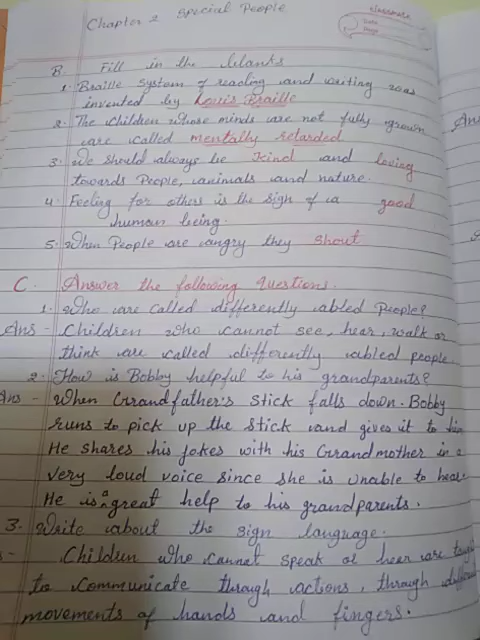 Chapter 2 Special People
classmate
Date
Page
B. Fill in the blanks
1. Braille System of reading and writing was
invented by Louis Braille
2. The children whose minds are not fully grown
are called mentally retarded
3. We should always be Kind and loving
towards People, animals and nature.
4. Feeling for others is the sign of a good
human being.
5. When People are angry they shout
C. Answer the following Questions.
1. Who are called differently abled People?
Ans - Children who cannot see, hear, walk or
think are called differently abled people.
2. How is Bobby helpful to his grandparents?
Ans - When Grandfather's stick falls down. Bobby
runs to pick up the stick and gives it to him
He shares his jokes with his Grandmother in a
very loud voice since she is unable to hear.
He is a great help to his grandparents.
3. Write about the sign language.
Children who cannot speak or hear are
to communicate through actions, through
movements of hands and fingers.
Ans